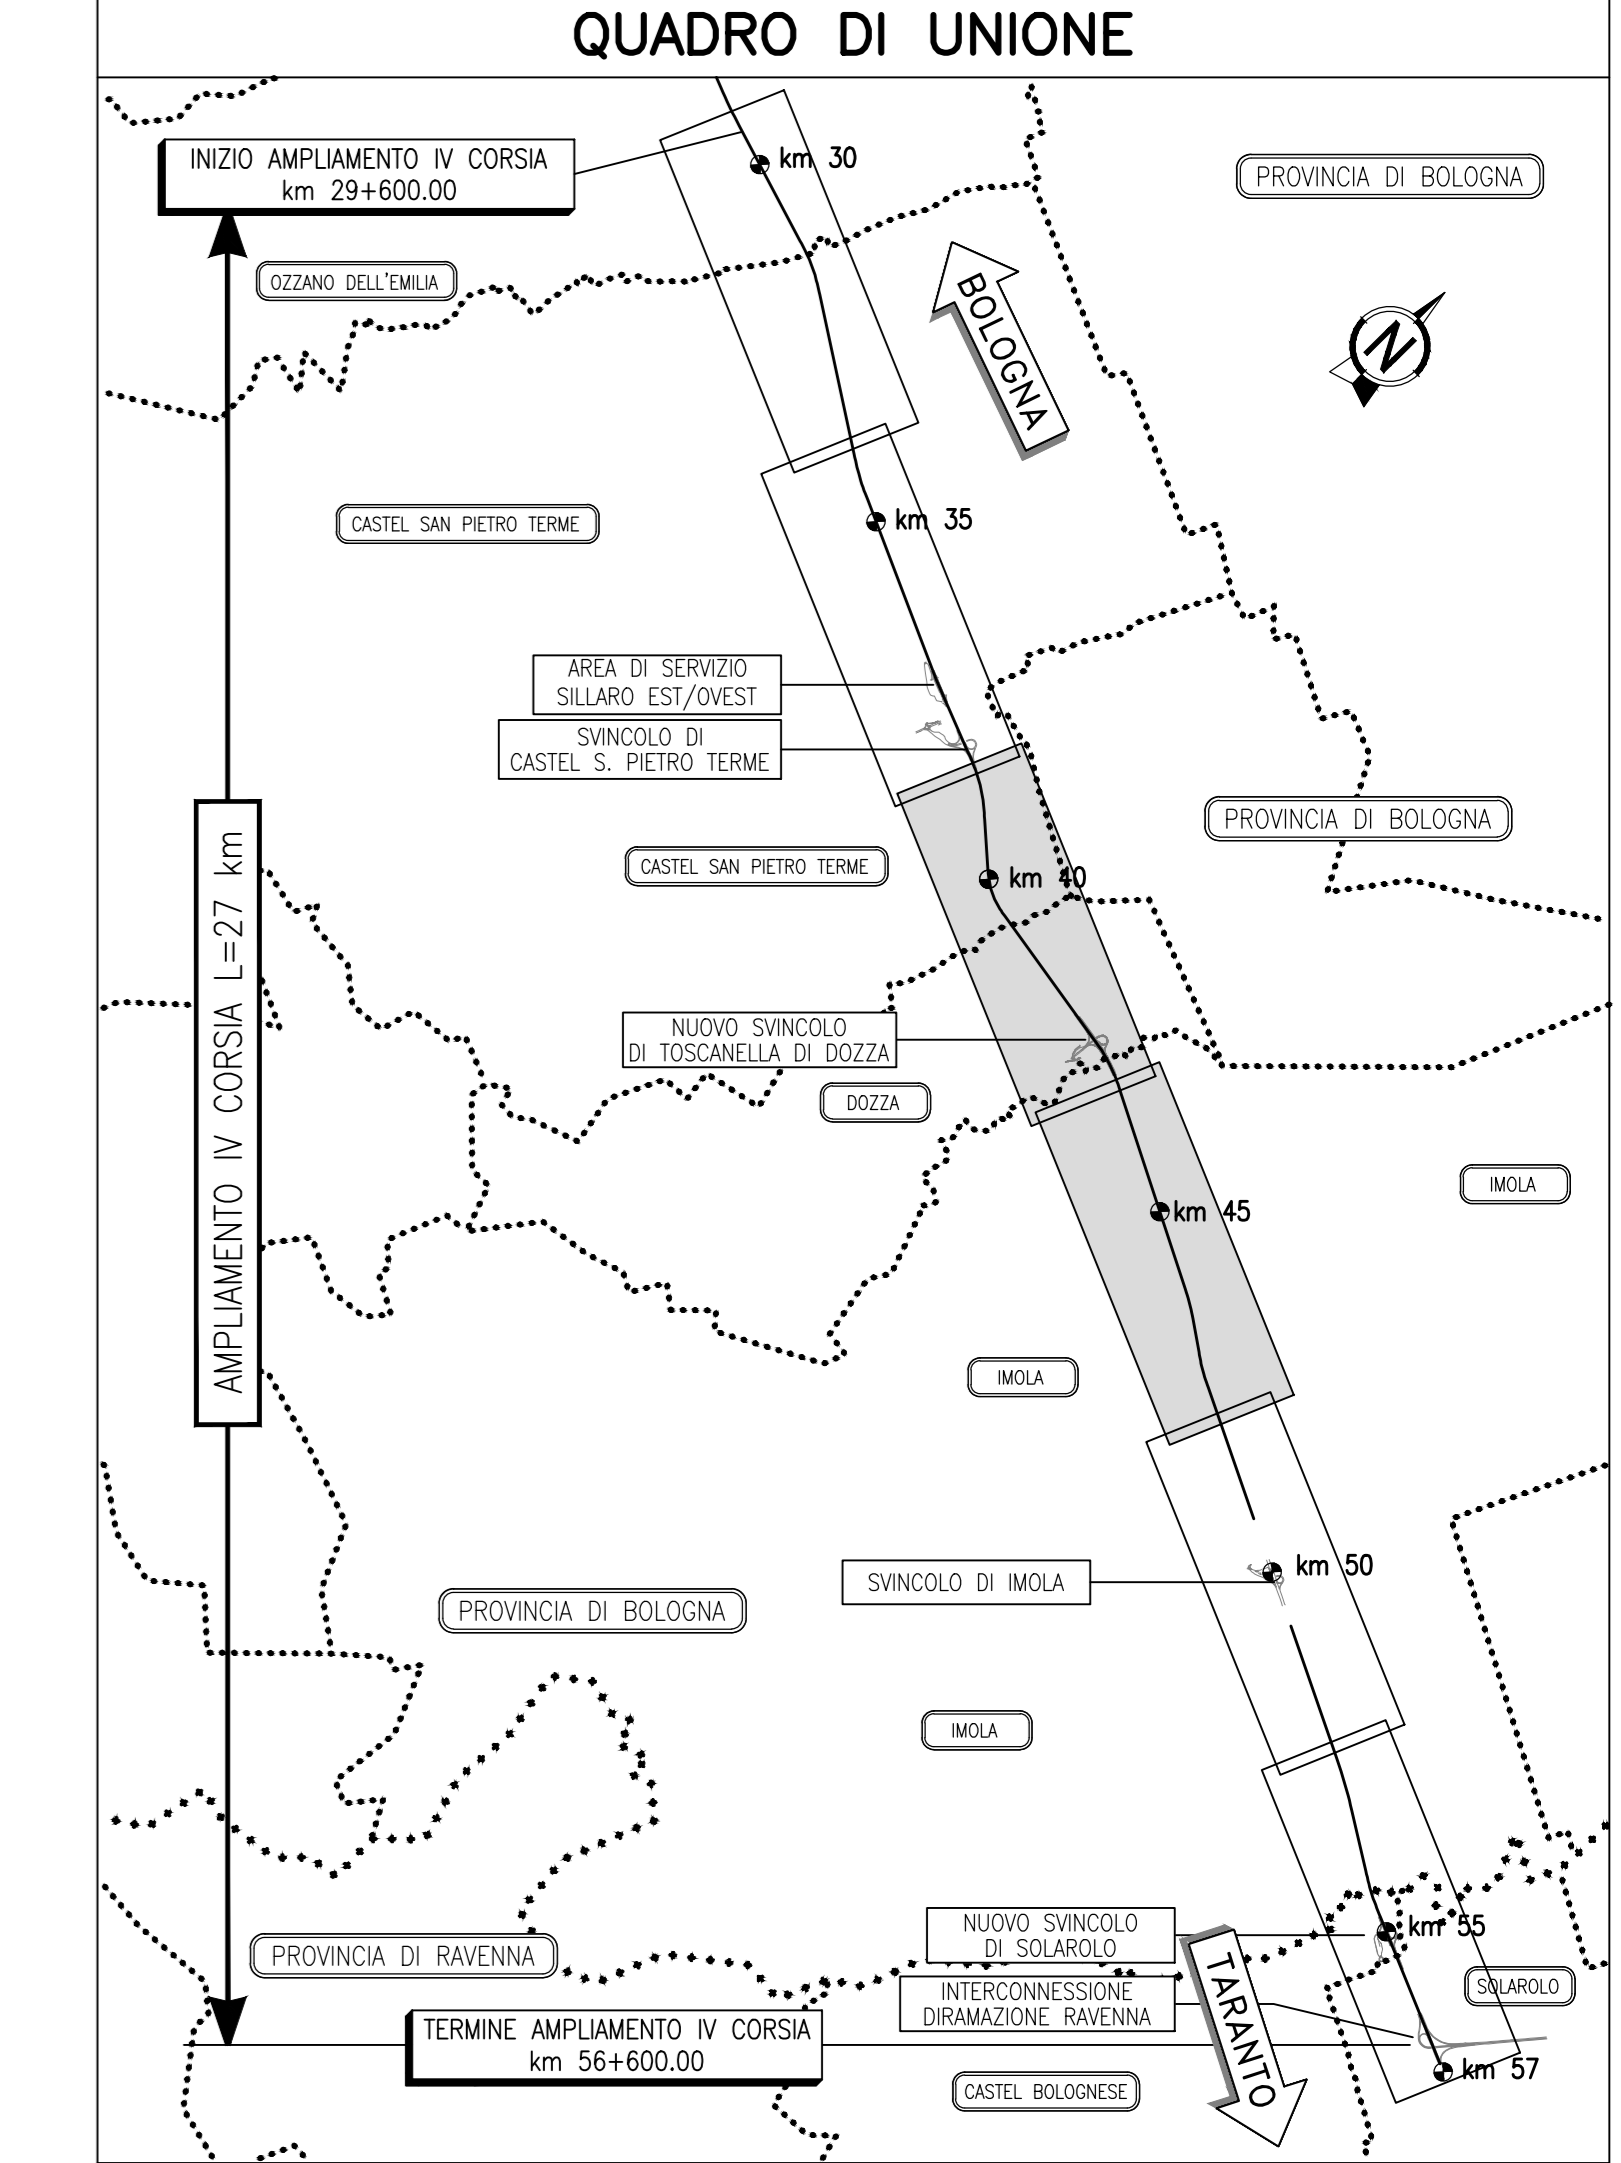 QUADRO DI UNIONE
INIZIO AMPLIAMENTO IV CORSIA
km 29+600.00
km 30
PROVINCIA DI BOLOGNA
OZZANO DELL'EMILIA
BOLOGNA
N
CASTEL SAN PIETRO TERME
km 35
AREA DI SERVIZIO
SILLARO EST/OVEST
SVINCOLO DI
CASTEL S. PIETRO TERME
PROVINCIA DI BOLOGNA
CASTEL SAN PIETRO TERME
km 40
AMPLIAMENTO IV CORSIA L=27 km
NUOVO SVINCOLO
DI TOSCANELLA DI DOZZA
DOZZA
IMOLA
km 45
IMOLA
SVINCOLO DI IMOLA
km 50
PROVINCIA DI BOLOGNA
IMOLA
NUOVO SVINCOLO
DI SOLAROLO
km 55
PROVINCIA DI RAVENNA
INTERCONNESSIONE
DIRAMAZIONE RAVENNA
TARANTO
SOLAROLO
TERMINE AMPLIAMENTO IV CORSIA
km 56+600.00
km 57
CASTEL BOLOGNESE